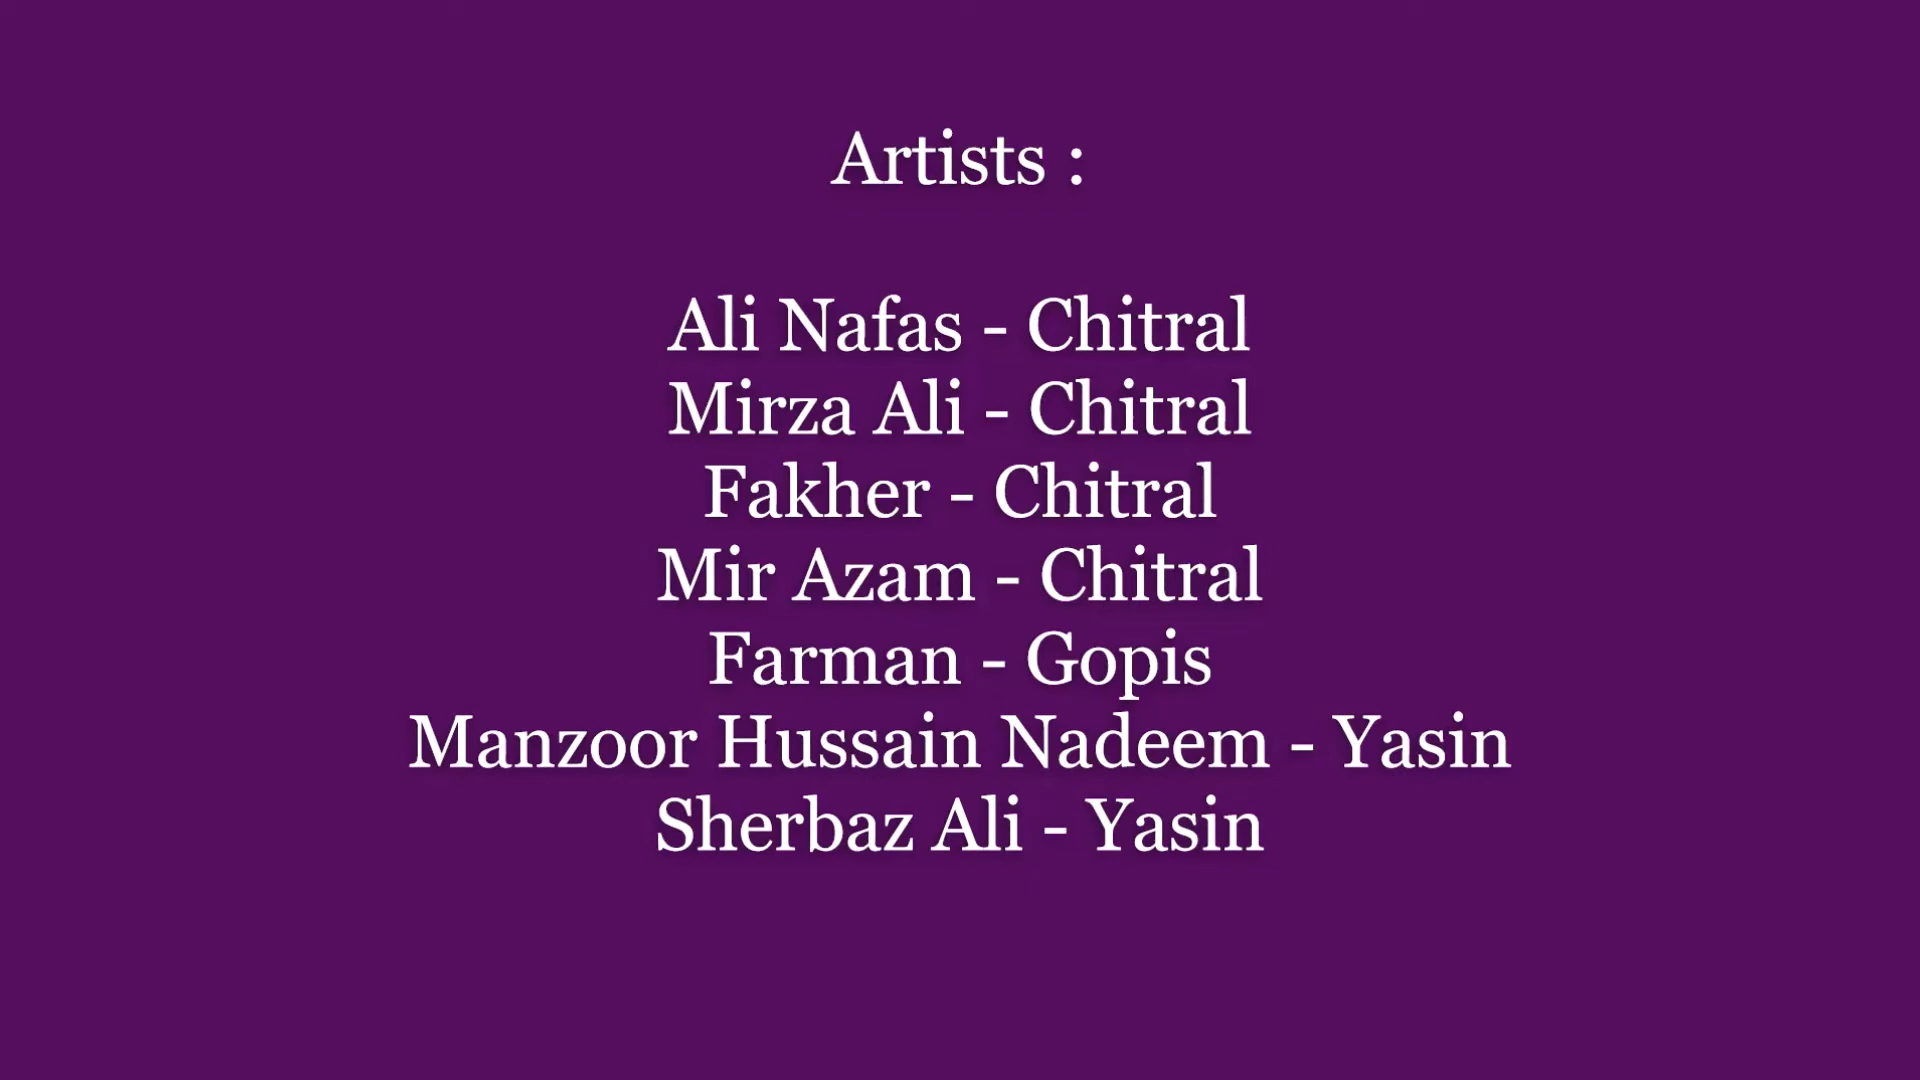 Artists :
Ali Nafas - Chitral
Mirza Ali - Chitral
Fakher - Chitral
Mir Azam - Chitral
Farman - Gopis
Manzoor Hussain Nadeem - Yasin
Sherbaz Ali - Yasin